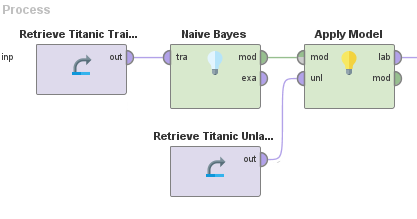 Process
Retrieve Titanic Trai...
Naive Bayes
Apply Model
inp
out
tra
mod
exa
mod
unl
lab
mod
Retrieve Titanic Unla...
out